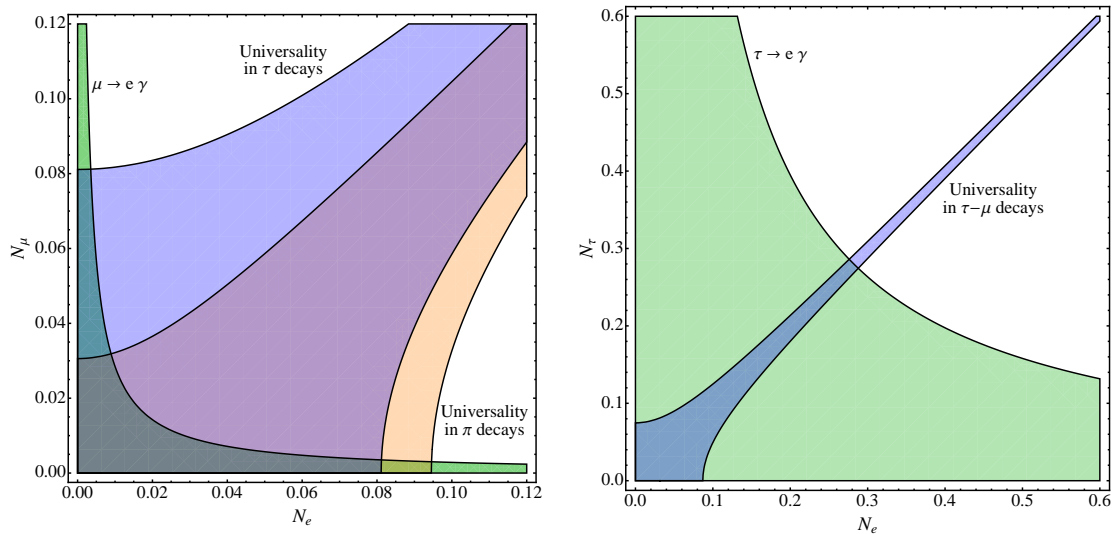 0.12
0.10
0.08
0.06
0.04
0.02
0.00
N_μ
μ → e γ
Universality
in τ decays
Universality
in π decays
0.00 0.02 0.04 0.06 0.08 0.10 0.12
N_e
0.6
0.5
0.4
0.3
0.2
0.1
0.0
N_τ
τ → e γ
Universality
in τ−μ decays
0.0 0.1 0.2 0.3 0.4 0.5 0.6
N_e